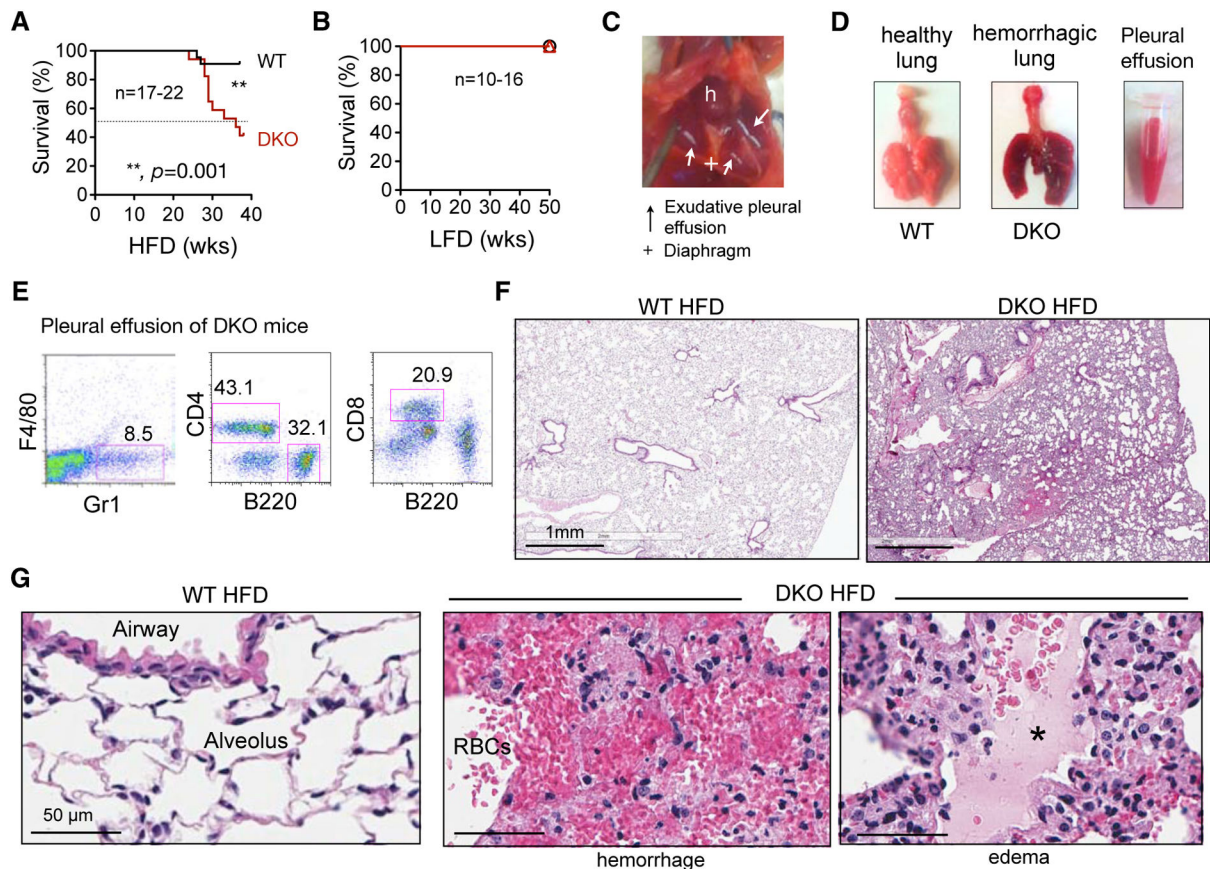 A
Survival (%)
100
80
60
40
20
0
WT
**
n=17-22
DKO
**, p=0.001
0 10 20 30 40
HFD (wks)
B
Survival (%)
100
80
60
40
20
0
n=10-16
0 10 20 30 40 50
LFD (wks)
C
h
+
↑ Exudative pleural
effusion
+ Diaphragm
D
healthy
lung
hemorrhagic
lung
Pleural
effusion
WT
DKO
E
Pleural effusion of DKO mice
F4/80
8.5
Gr1
CD4
43.1
32.1
B220
CD8
20.9
B220
F
WT HFD
DKO HFD
1mm
G
WT HFD
DKO HFD
Airway
Alveolus
50 µm
RBCs
*
hemorrhage
edema